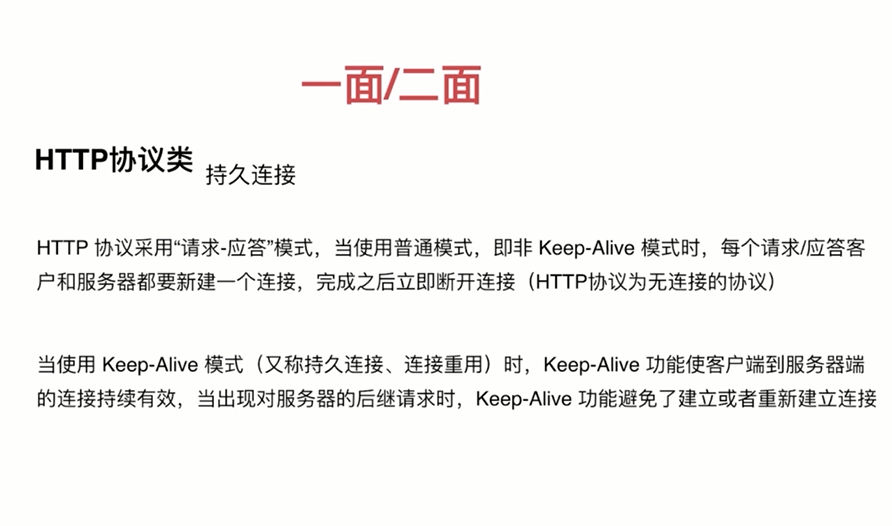 一面/二面
HTTP协议类 持久连接
HTTP 协议采用“请求-应答”模式，当使用普通模式，即非 Keep-Alive 模式时，每个请求/应答客
户和服务器都要新建一个连接，完成之后立即断开连接（HTTP协议为无连接的协议）
当使用 Keep-Alive 模式（又称持久连接、连接重用）时，Keep-Alive 功能使客户端到服务器端
的连接持续有效，当出现对服务器的后继请求时，Keep-Alive 功能避免了建立或者重新建立连接